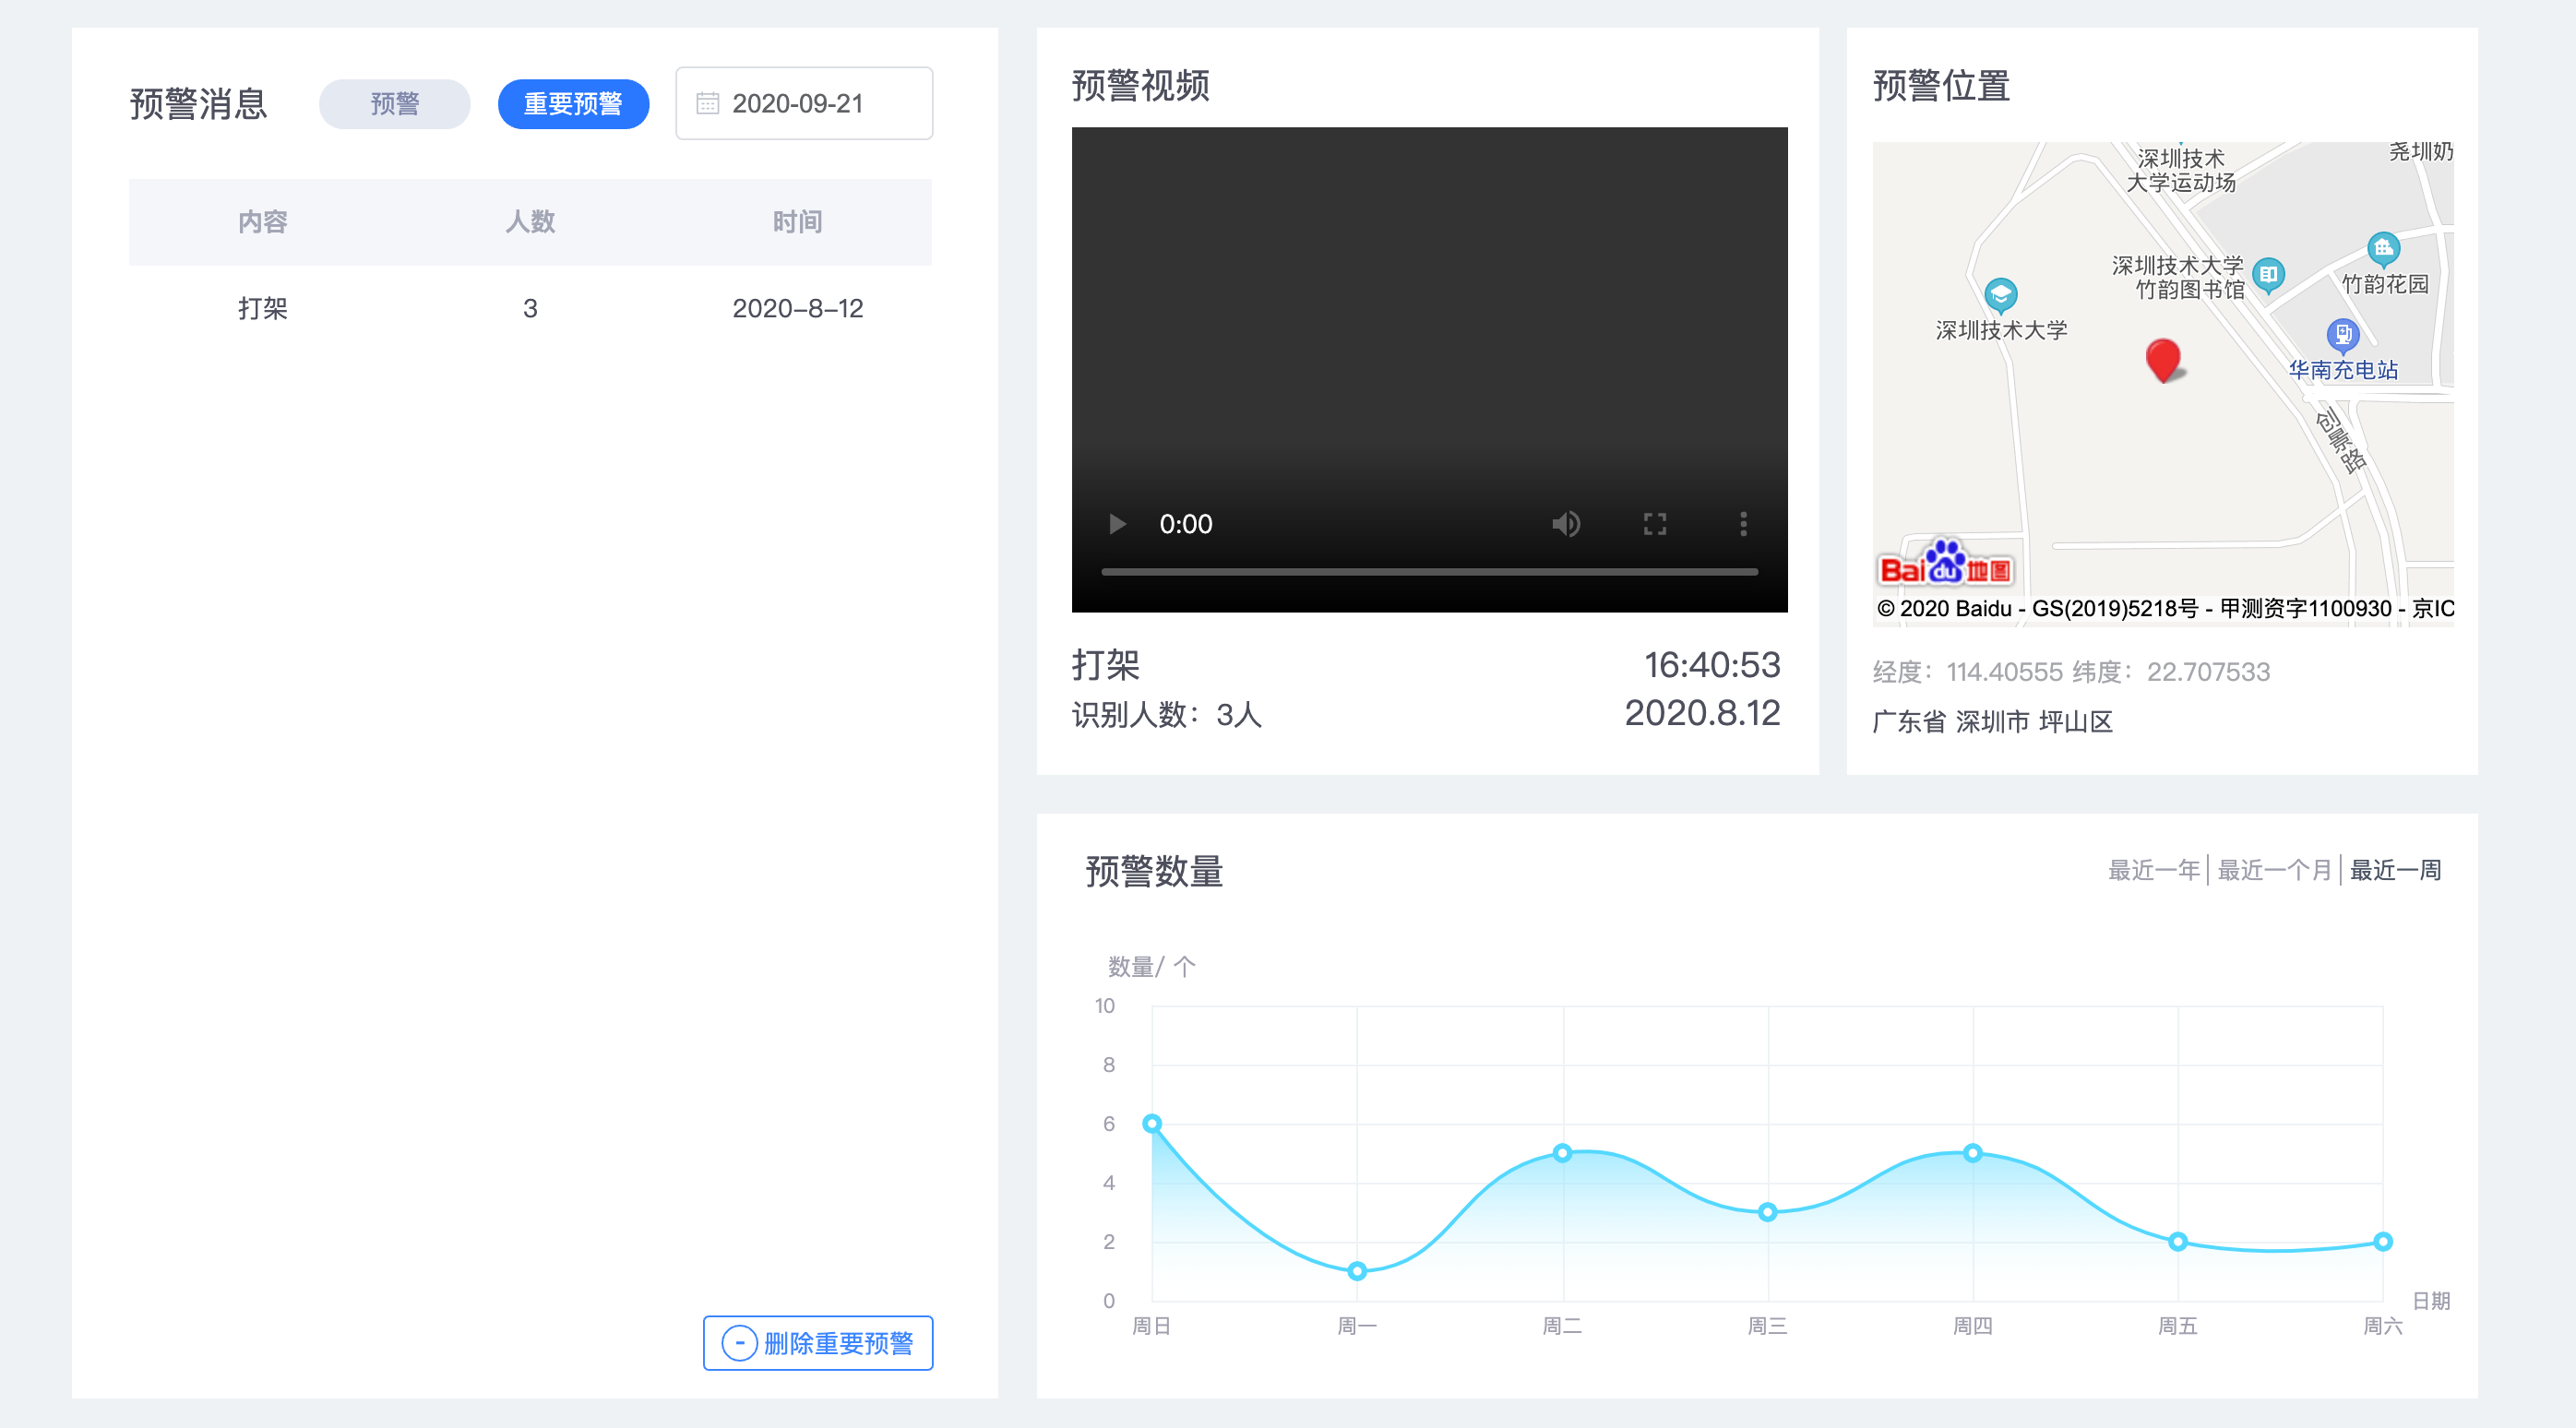 预警消息
预警
重要预警
2020-09-21
内容 人数 时间
打架 3 2020-8-12
- 删除重要预警
预警视频
0:00
打架 16:40:53
识别人数：3人 2020.8.12
预警位置
尧圳奶
深圳技术
大学运动场
深圳技术大学
竹韵图书馆
竹韵花园
深圳技术大学
华南充电站
创景路
Bai du 地图
© 2020 Baidu - GS(2019)5218号 - 甲测资字1100930 - 京IC
经度：114.40555 纬度：22.707533
广东省 深圳市 坪山区
预警数量
最近一年 最近一个月 最近一周
数量/ 个
10
8
6
4
2
0
周日 周一 周二 周三 周四 周五 周六
日期